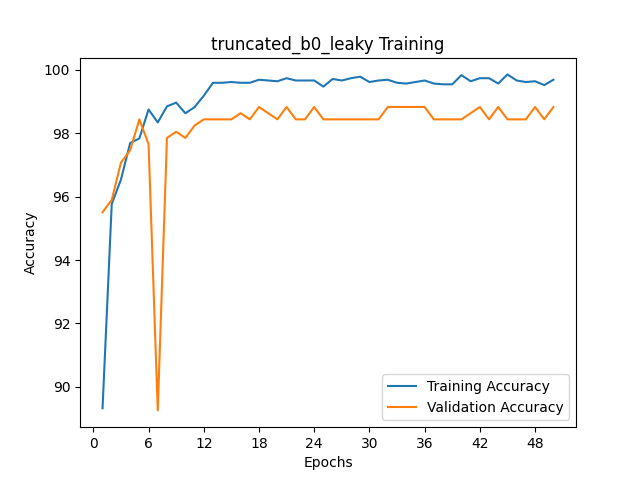 truncated_b0_leaky Training
100
98
96
94
92
90
Accuracy
Training Accuracy
Validation Accuracy
0 6 12 18 24 30 36 42 48
Epochs